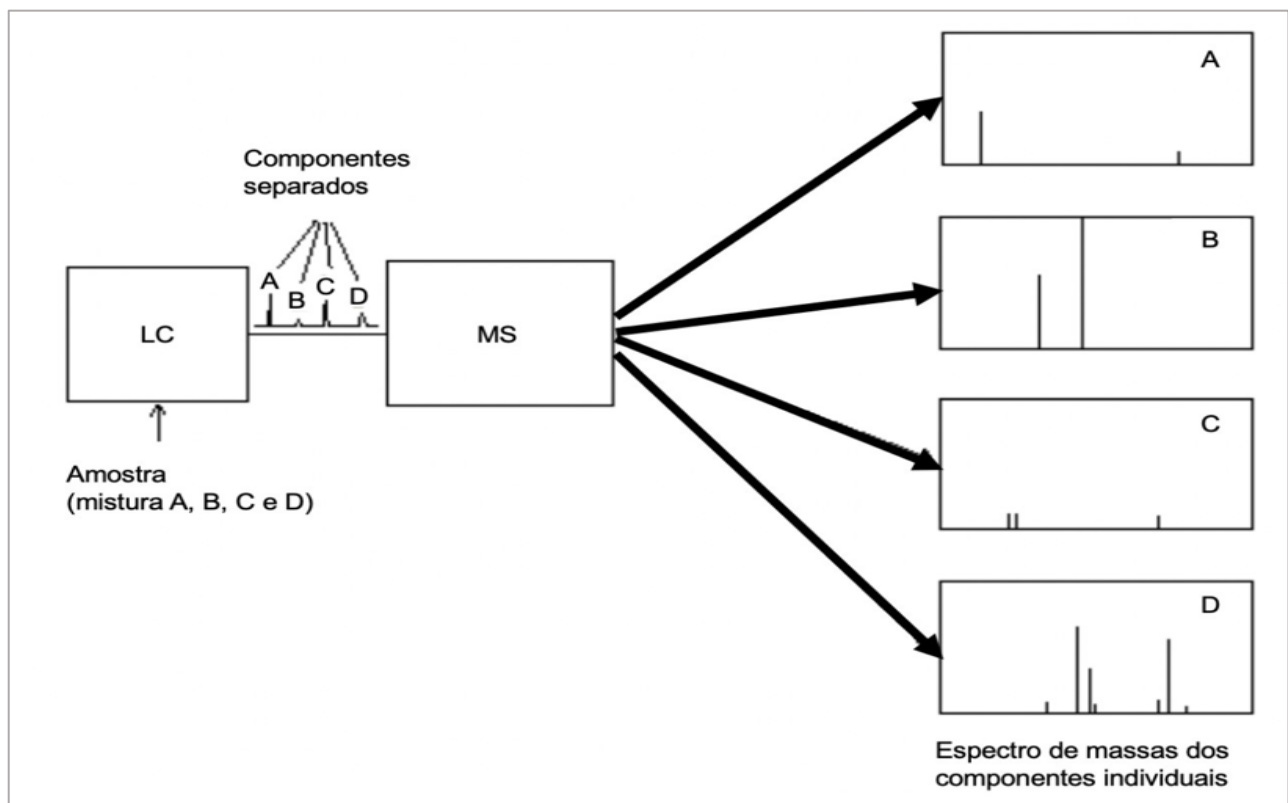 Componentes
separados
A
B
C
D
LC
MS
Amostra
(mistura A, B, C e D)
A
B
C
D
Espectro de massas dos
componentes individuais